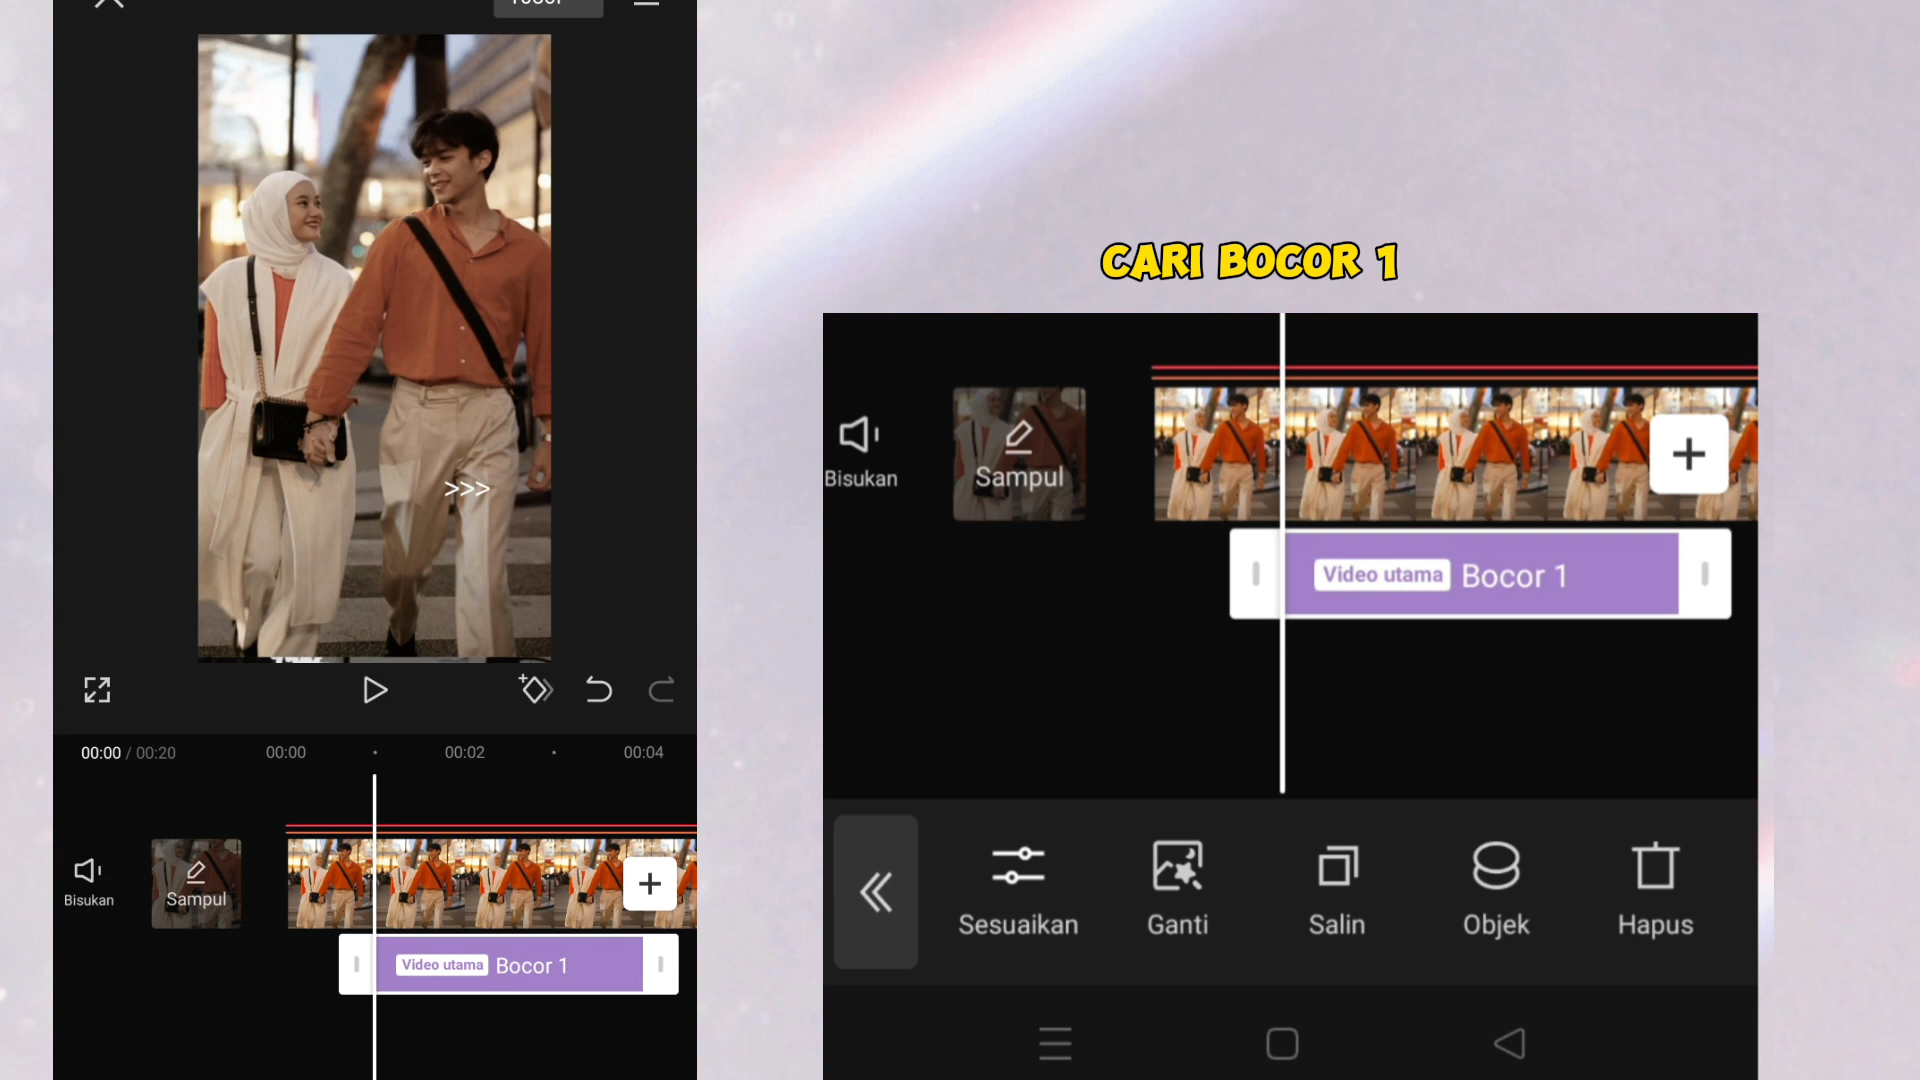 >>>
00:00 / 00:20 00:00 00:02 00:04
Bisukan
Sampul
Video utama Bocor 1
CARI BOCOR 1
Bisukan
Sampul
Video utama Bocor 1
Sesuaikan Ganti Salin Objek Hapus